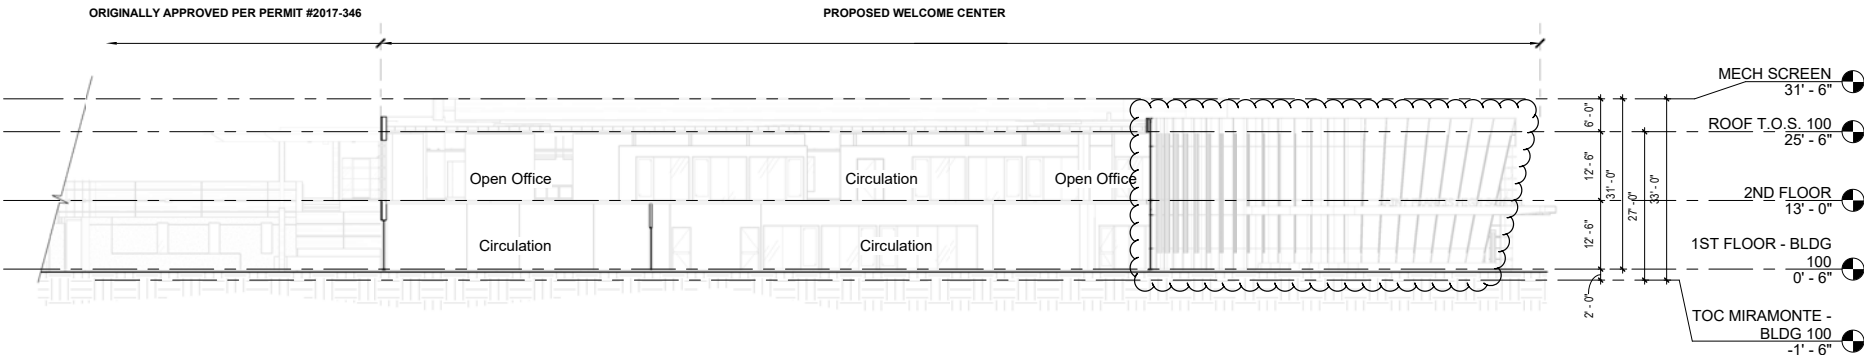 ORIGINALLY APPROVED PER PERMIT #2017-346
PROPOSED WELCOME CENTER
MECH SCREEN
31' - 6"
ROOF T.O.S. 100
25' - 6"
2ND FLOOR
13' - 0"
1ST FLOOR - BLDG
100
0' - 6"
TOC MIRAMONTE -
BLDG 100
-1' - 6"
Open Office
Circulation
Open Office
Circulation
Circulation
6' - 0"
12' - 6"
12' - 6"
2' - 0"
31' - 0"
27' - 0"
33' - 0"